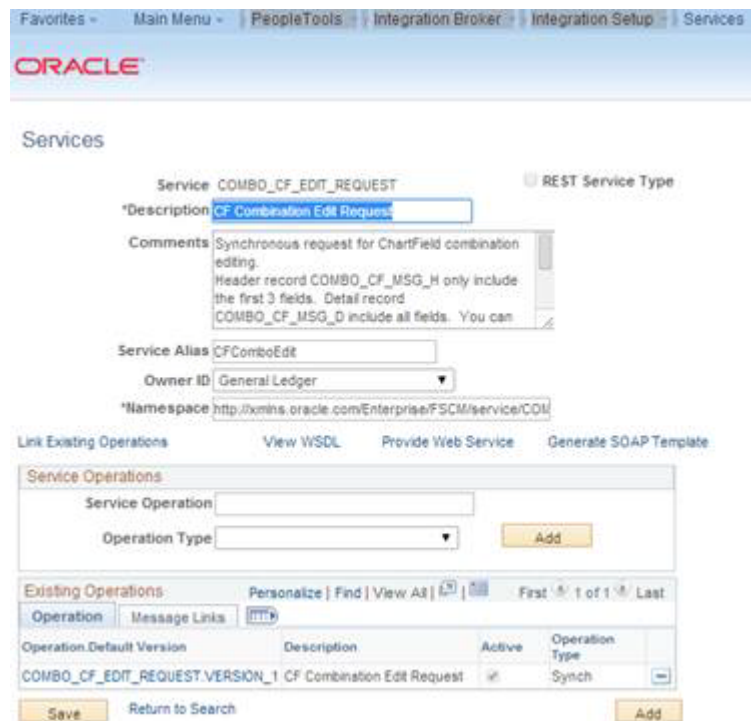 Favorites Main Menu PeopleTools Integration Broker Integration Setup Services
ORACLE
Services
Service COMBO_CF_EDIT_REQUEST REST Service Type
*Description CF Combination Edit Request
Comments Synchronous request for ChartField combination
editing.
Header record COMBO_CF_MSG_H only include
the first 3 fields. Detail record
COMBO_CF_MSG_D include all fields. You can
Service Alias CFComboEdit
Owner ID General Ledger
*Namespace http://xmlns.oracle.com/Enterprise/FSCM/service/COM
Link Existing Operations View WSDL Provide Web Service Generate SOAP Template
Service Operations
Service Operation
Operation Type Add
Existing Operations Personalize | Find | View All | | First 1 of 1 Last
Operation Message Links
Operation.Default Version Description Active Operation Type
COMBO_CF_EDIT_REQUEST.VERSION_1 CF Combination Edit Request Synch
Save Return to Search Add